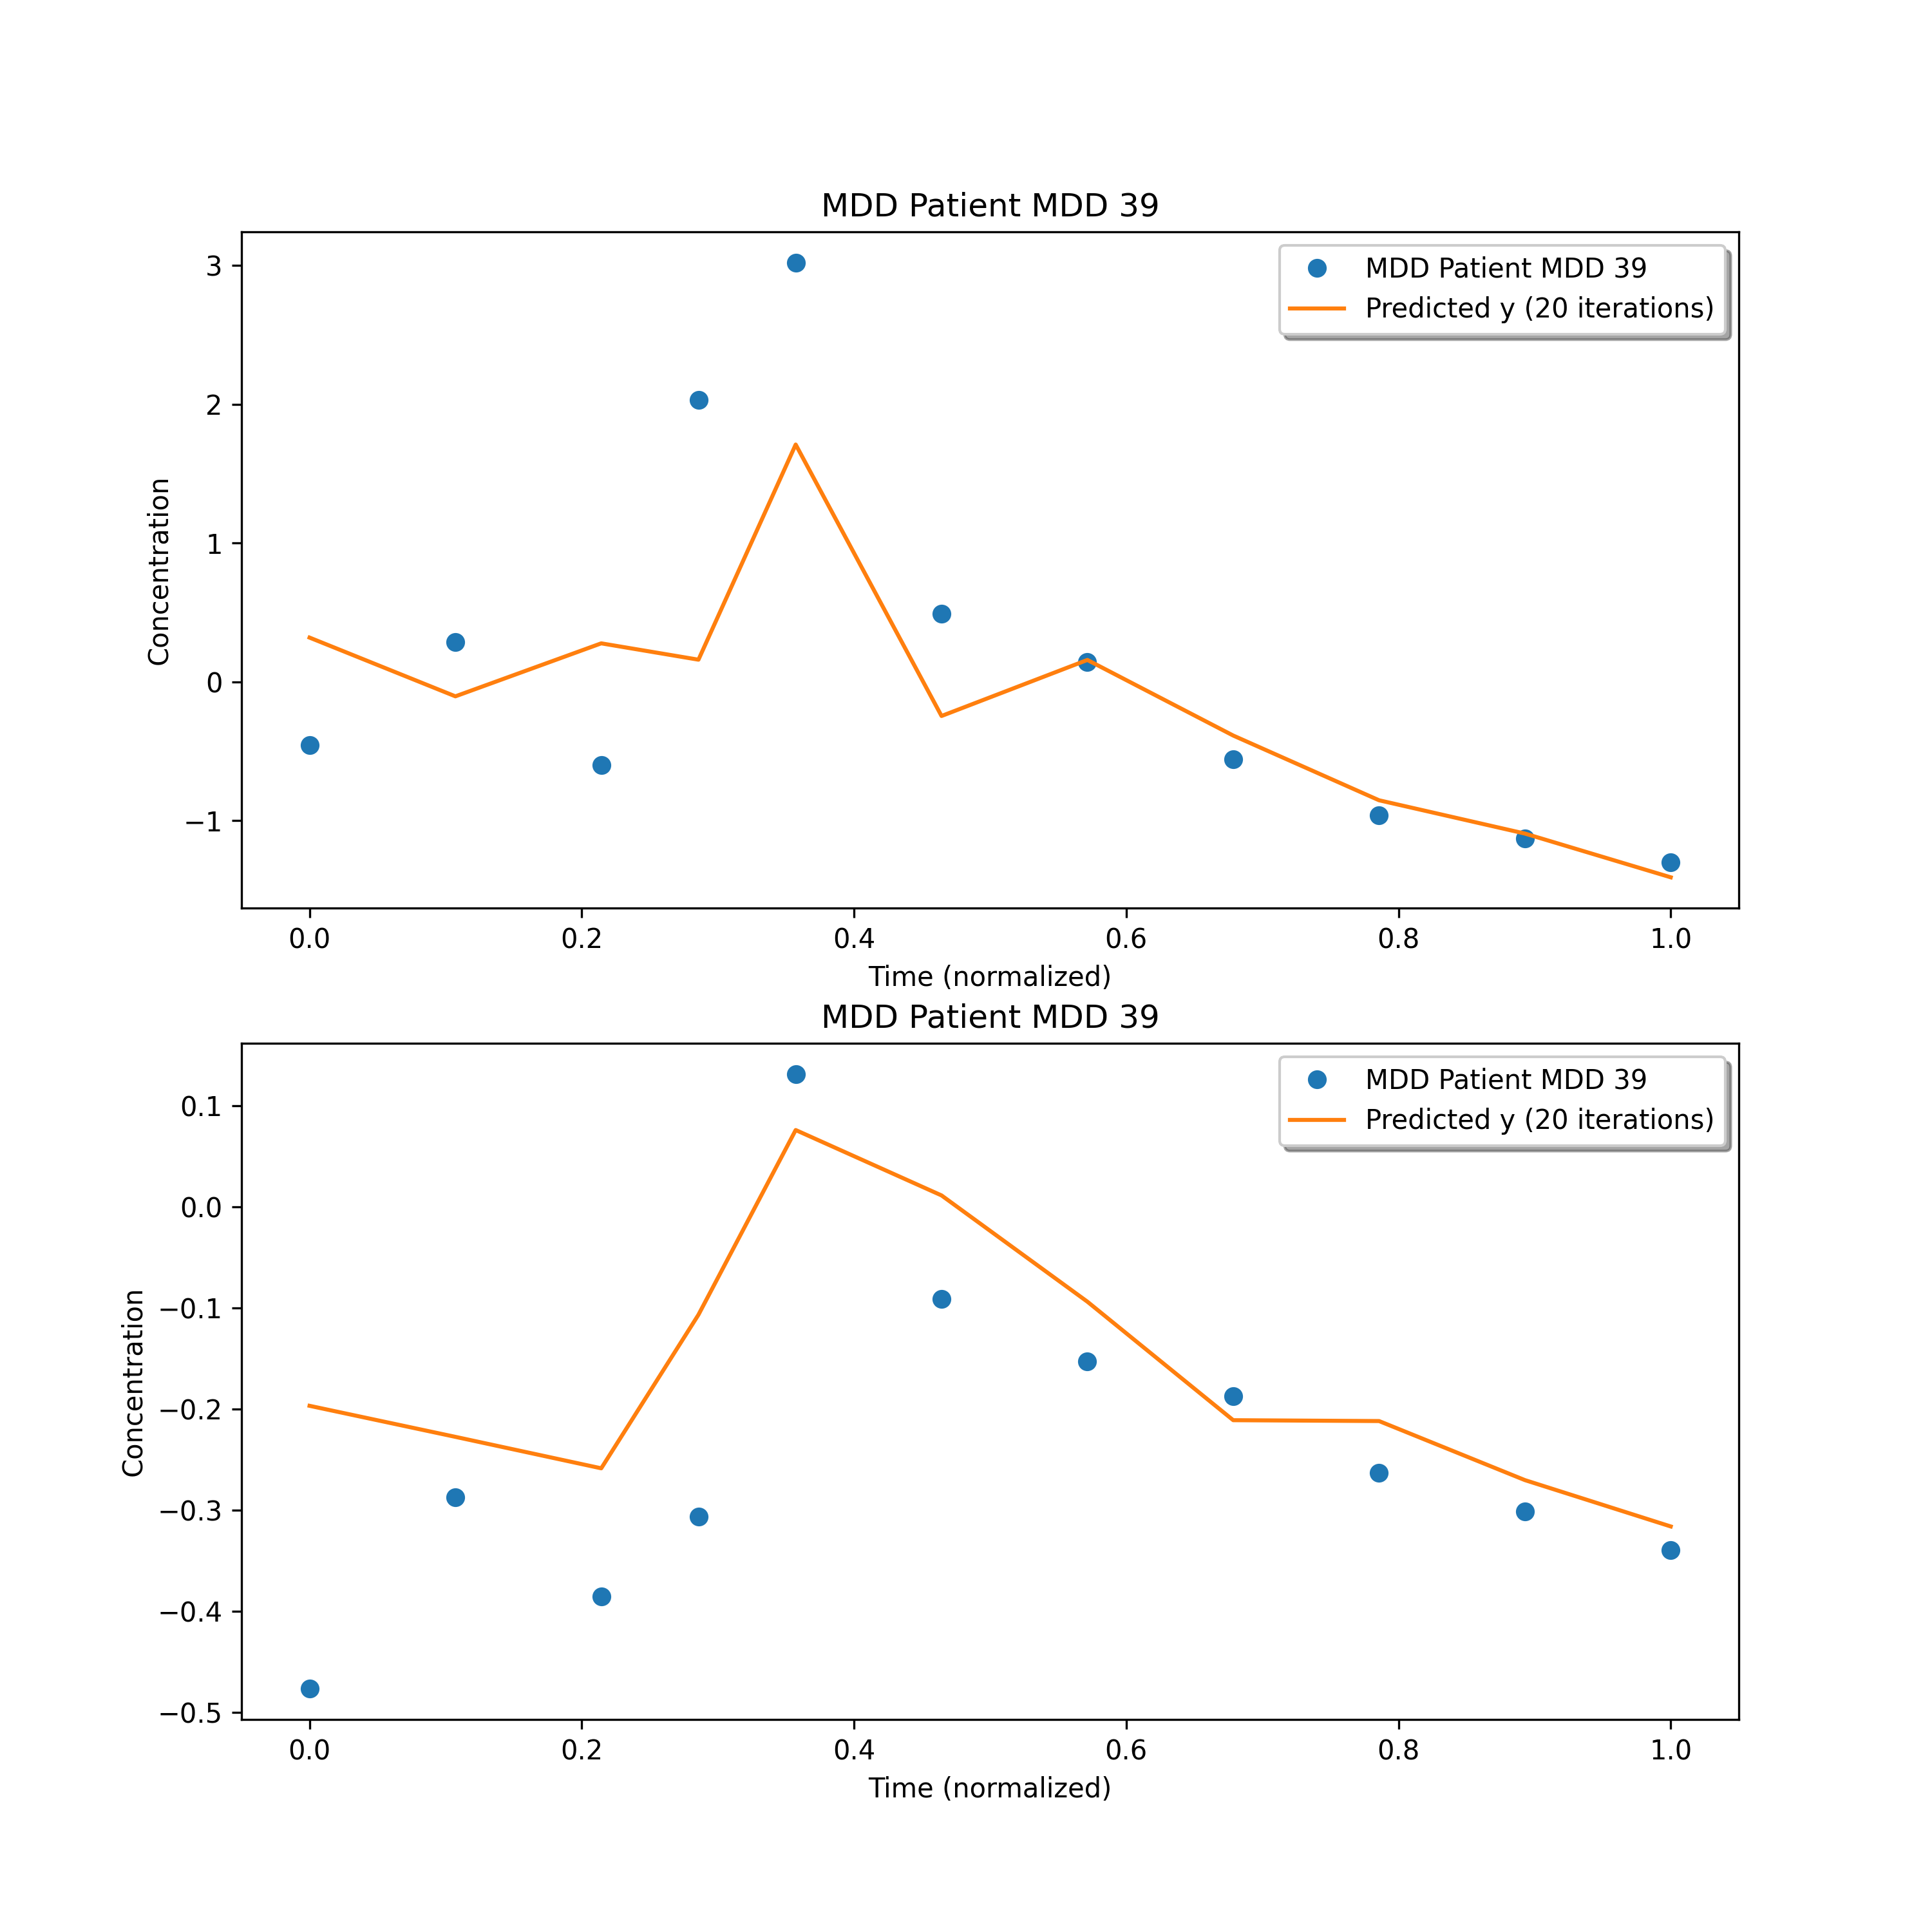 MDD Patient MDD 39
MDD Patient MDD 39
Predicted y (20 iterations)
3
2
1
0
−1
Concentration
0.0 0.2 0.4 0.6 0.8 1.0
Time (normalized)
MDD Patient MDD 39
MDD Patient MDD 39
Predicted y (20 iterations)
0.1
0.0
−0.1
−0.2
−0.3
−0.4
−0.5
Concentration
0.0 0.2 0.4 0.6 0.8 1.0
Time (normalized)